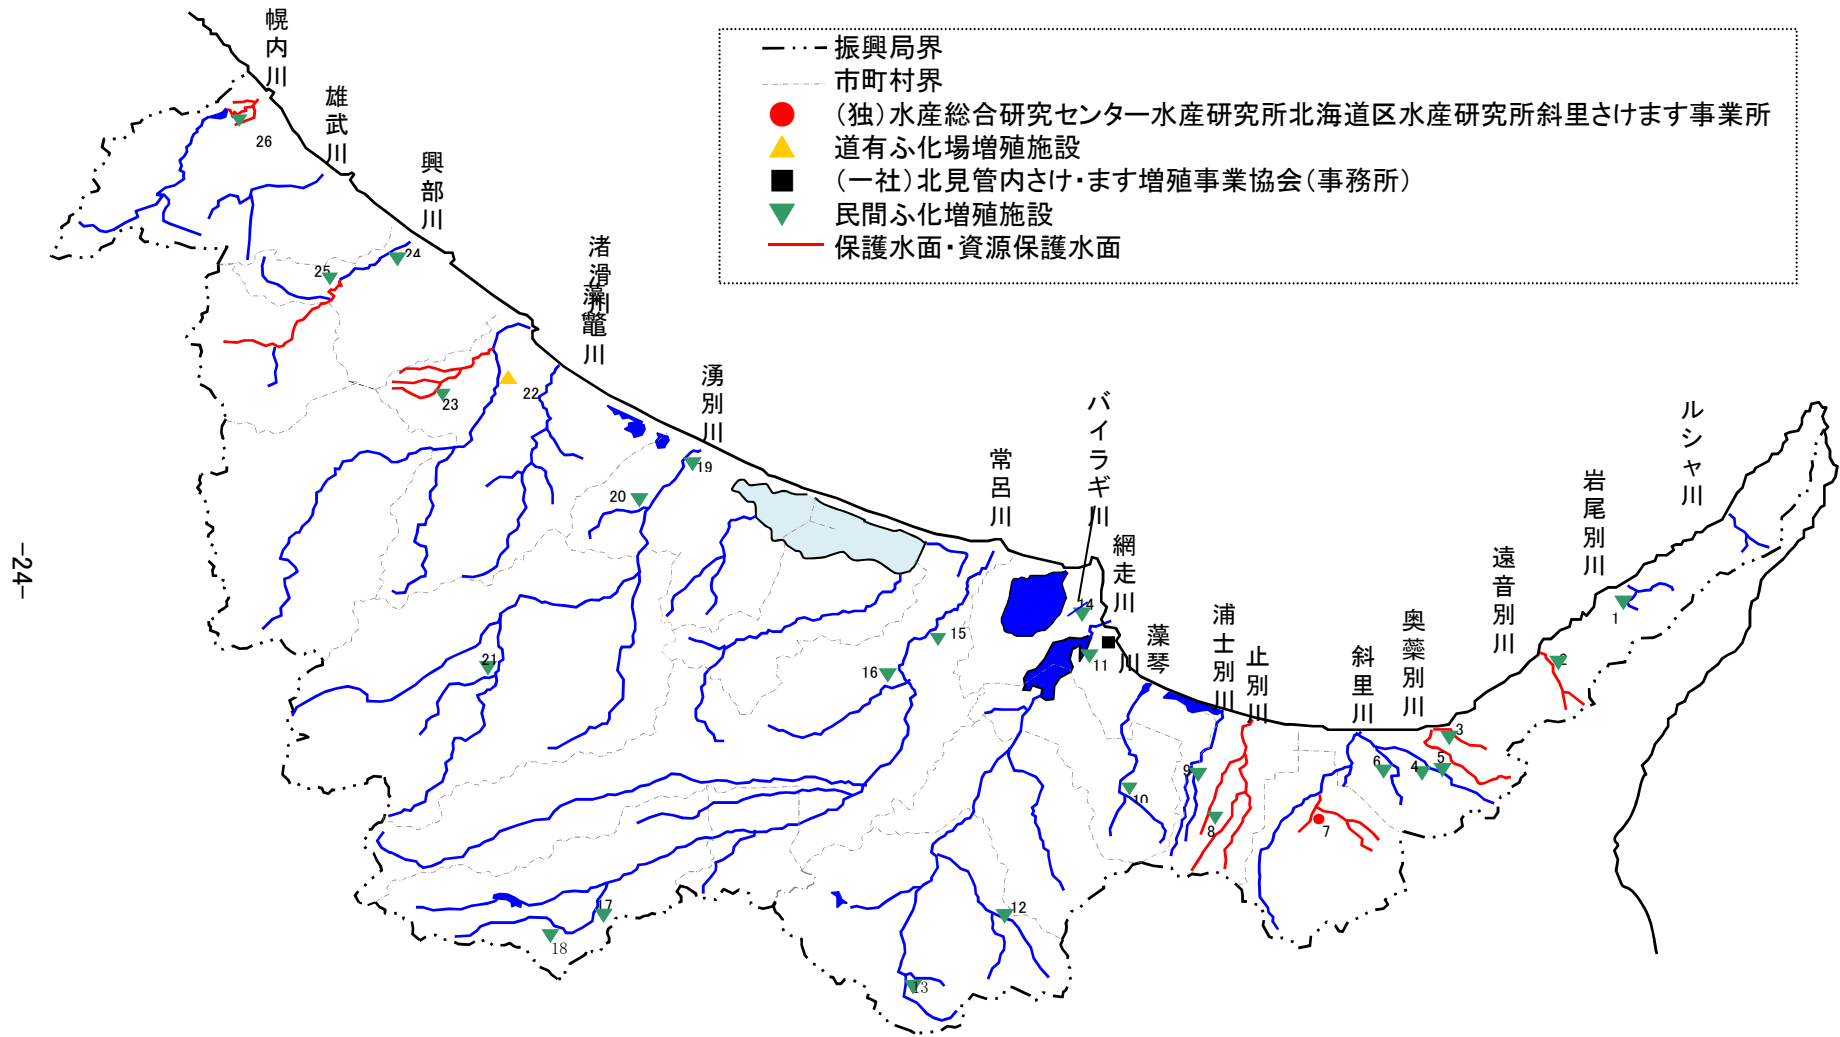 振興局界
市町村界
(独)水産総合研究センター水産研究所北海道区水産研究所斜里さけます事業所
道有ふ化場増殖施設
(一社)北見管内さけ・ます増殖事業協会(事務所)
民間ふ化増殖施設
保護水面・資源保護水面
幌内川
雄武川
興部川
渚滑川
藻鼈川
湧別川
常呂川
バイラギ川
網走川
藻琴川
浦士別川
止別川
斜里川
奥蘂別川
遠音別川
岩尾別川
ルシャ川
26
25
24
23
22
19
20
21
15
16
14
11
17
18
12
13
10
9
8
7
6
4
5
3
2
1
-24-